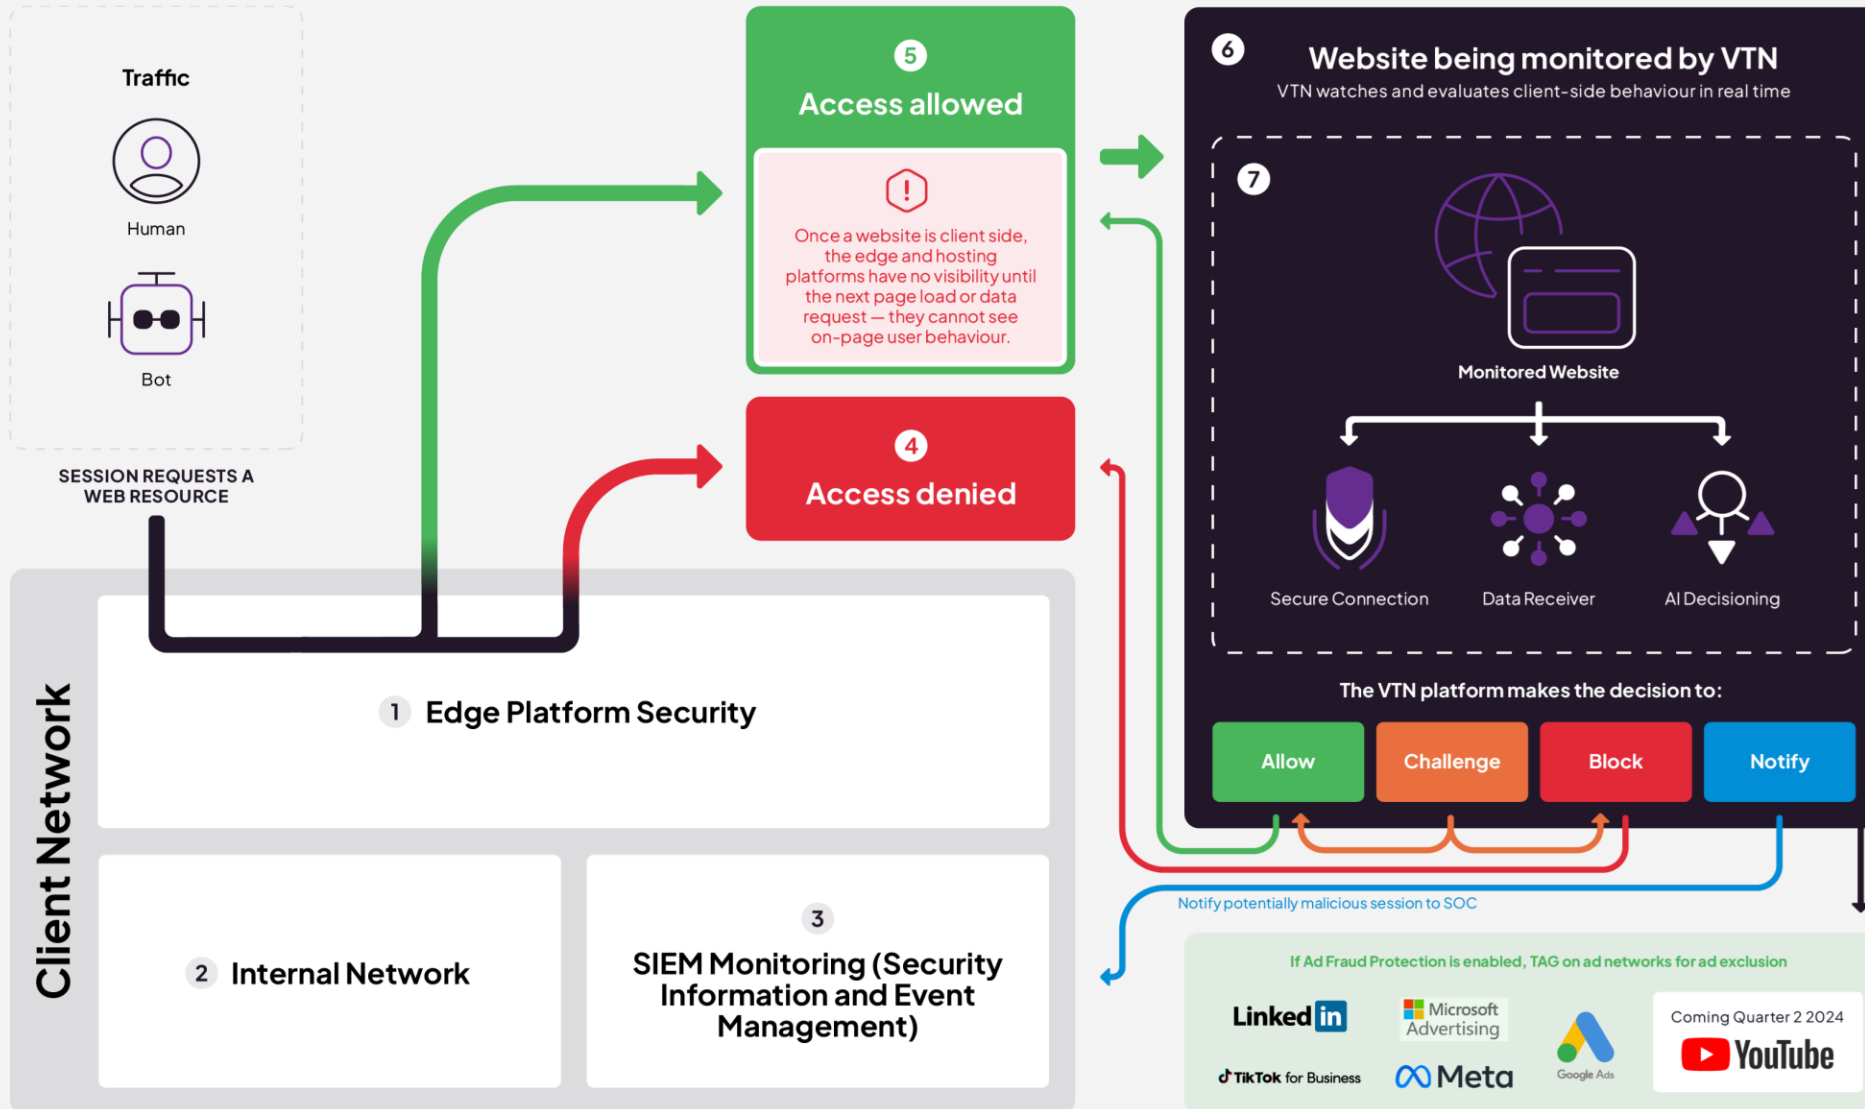 Traffic
Human
Bot
SESSION REQUESTS A
WEB RESOURCE
5
Access allowed
Once a website is client side,
the edge and hosting
platforms have no visibility until
the next page load or data
request — they cannot see
on-page user behaviour.
4
Access denied
Client Network
1 Edge Platform Security
2 Internal Network
3
SIEM Monitoring (Security
Information and Event
Management)
6
Website being monitored by VTN
VTN watches and evaluates client-side behaviour in real time
7
Monitored Website
Secure Connection
Data Receiver
AI Decisioning
The VTN platform makes the decision to:
Allow
Challenge
Block
Notify
Notify potentially malicious session to SOC
If Ad Fraud Protection is enabled, TAG on ad networks for ad exclusion
Linked in
Microsoft
Advertising
Google Ads
Coming Quarter 2 2024
YouTube
TikTok for Business
Meta